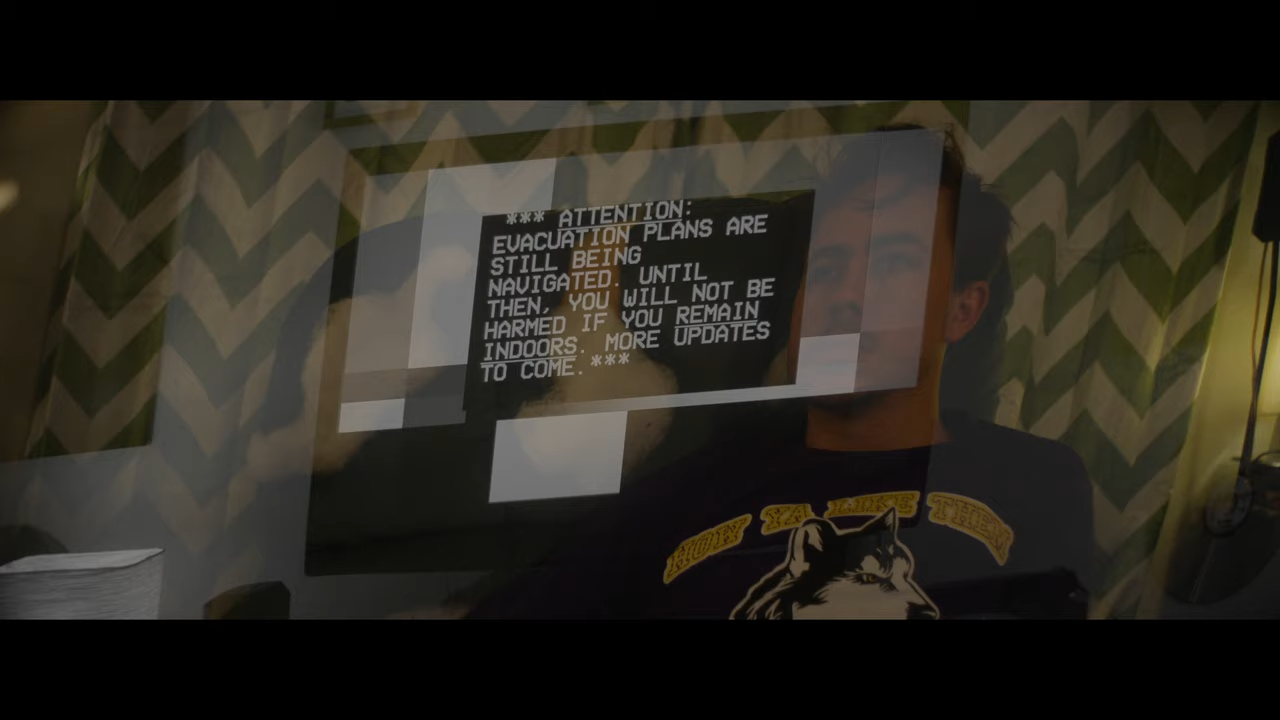 *** ATTENTION:
EVACUATION PLANS ARE
STILL BEING
NAVIGATED. UNTIL
THEN, YOU WILL NOT BE
HARMED IF YOU REMAIN
INDOORS. MORE UPDATES
TO COME.***
HOW YA LIKE THEM